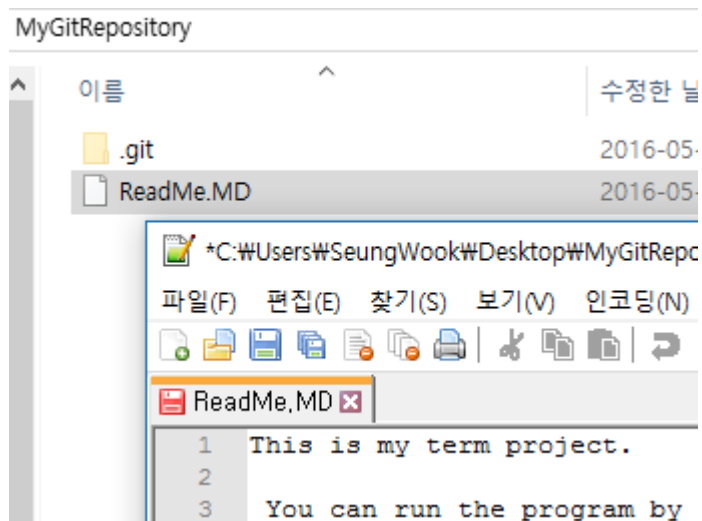 MyGitRepository
이름 수정한 날
.git 2016-05-
ReadMe.MD 2016-05-
*C:₩Users₩SeungWook₩Desktop₩MyGitRepo
파일(F) 편집(E) 찾기(S) 보기(V) 인코딩(N)
ReadMe.MD
1 This is my term project.
2
3 You can run the program by